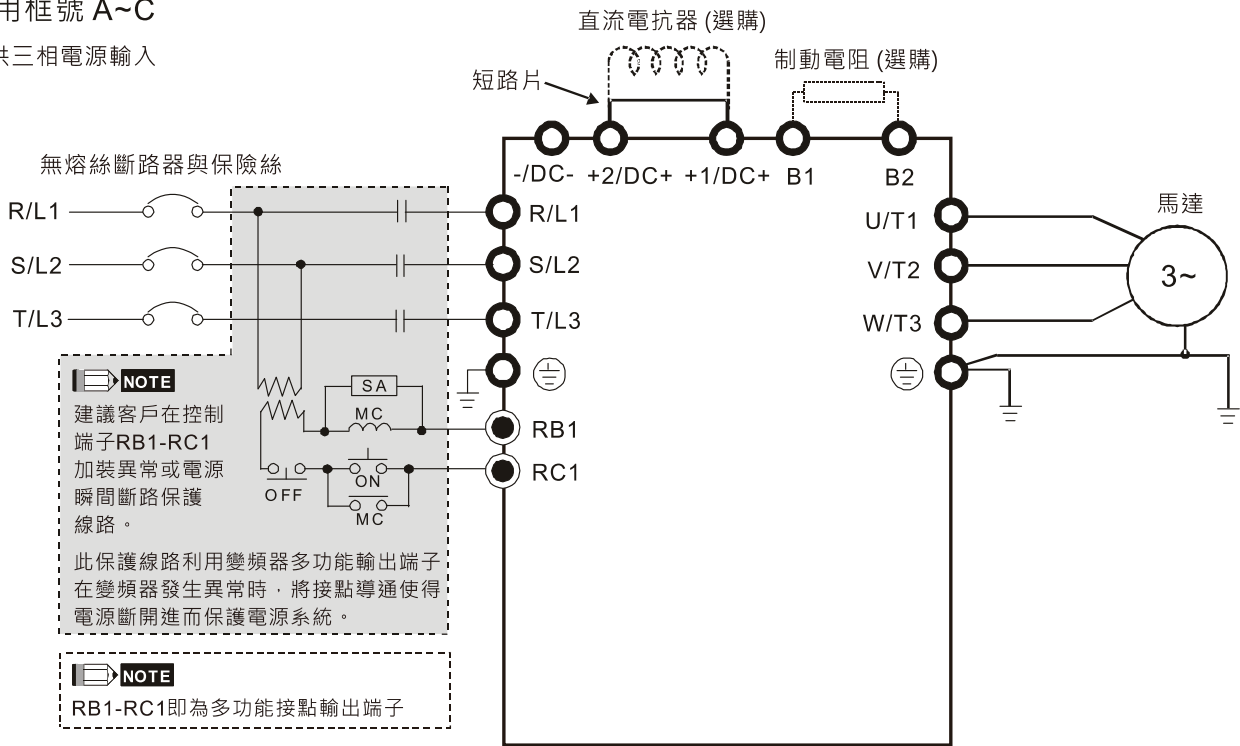 用框號 A~C
供三相電源輸入
直流電抗器 (選購)
制動電阻 (選購)
短路片
無熔絲斷路器與保險絲
-/DC- +2/DC+ +1/DC+ B1 B2
R/L1
R/L1
U/T1
馬達
S/L2
S/L2
V/T2
3~
T/L3
T/L3
W/T3
NOTE
建議客戶在控制
端子RB1-RC1
加裝異常或電源
瞬間斷路保護
線路。
SA
MC
RB1
OFF
ON
RC1
MC
此保護線路利用變頻器多功能輸出端子
在變頻器發生異常時，將接點導通使得
電源斷開進而保護電源系統。
NOTE
RB1-RC1即為多功能接點輸出端子